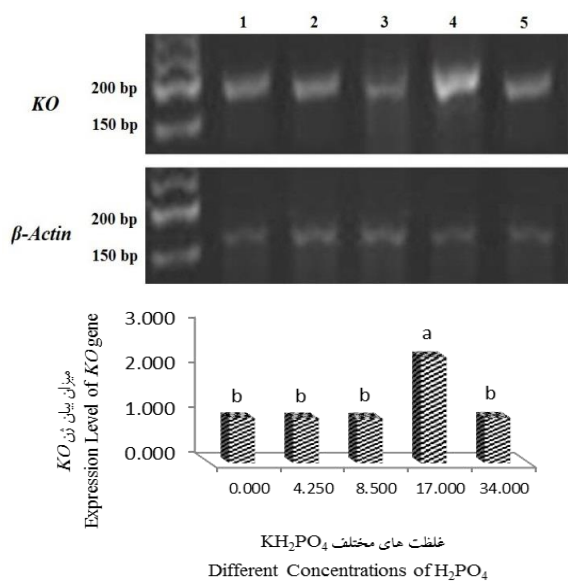 1 2 3 4 5
KO
200 bp
150 bp
β-Actin
200 bp
150 bp
3.000
2.000
1.000
0.000
میزان بیان ژن KO
Expression Level of KO gene
b b b a b
0.000 4.250 8.500 17.000 34.000
غلظت های مختلف KH₂PO₄
Different Concentrations of H₂PO₄